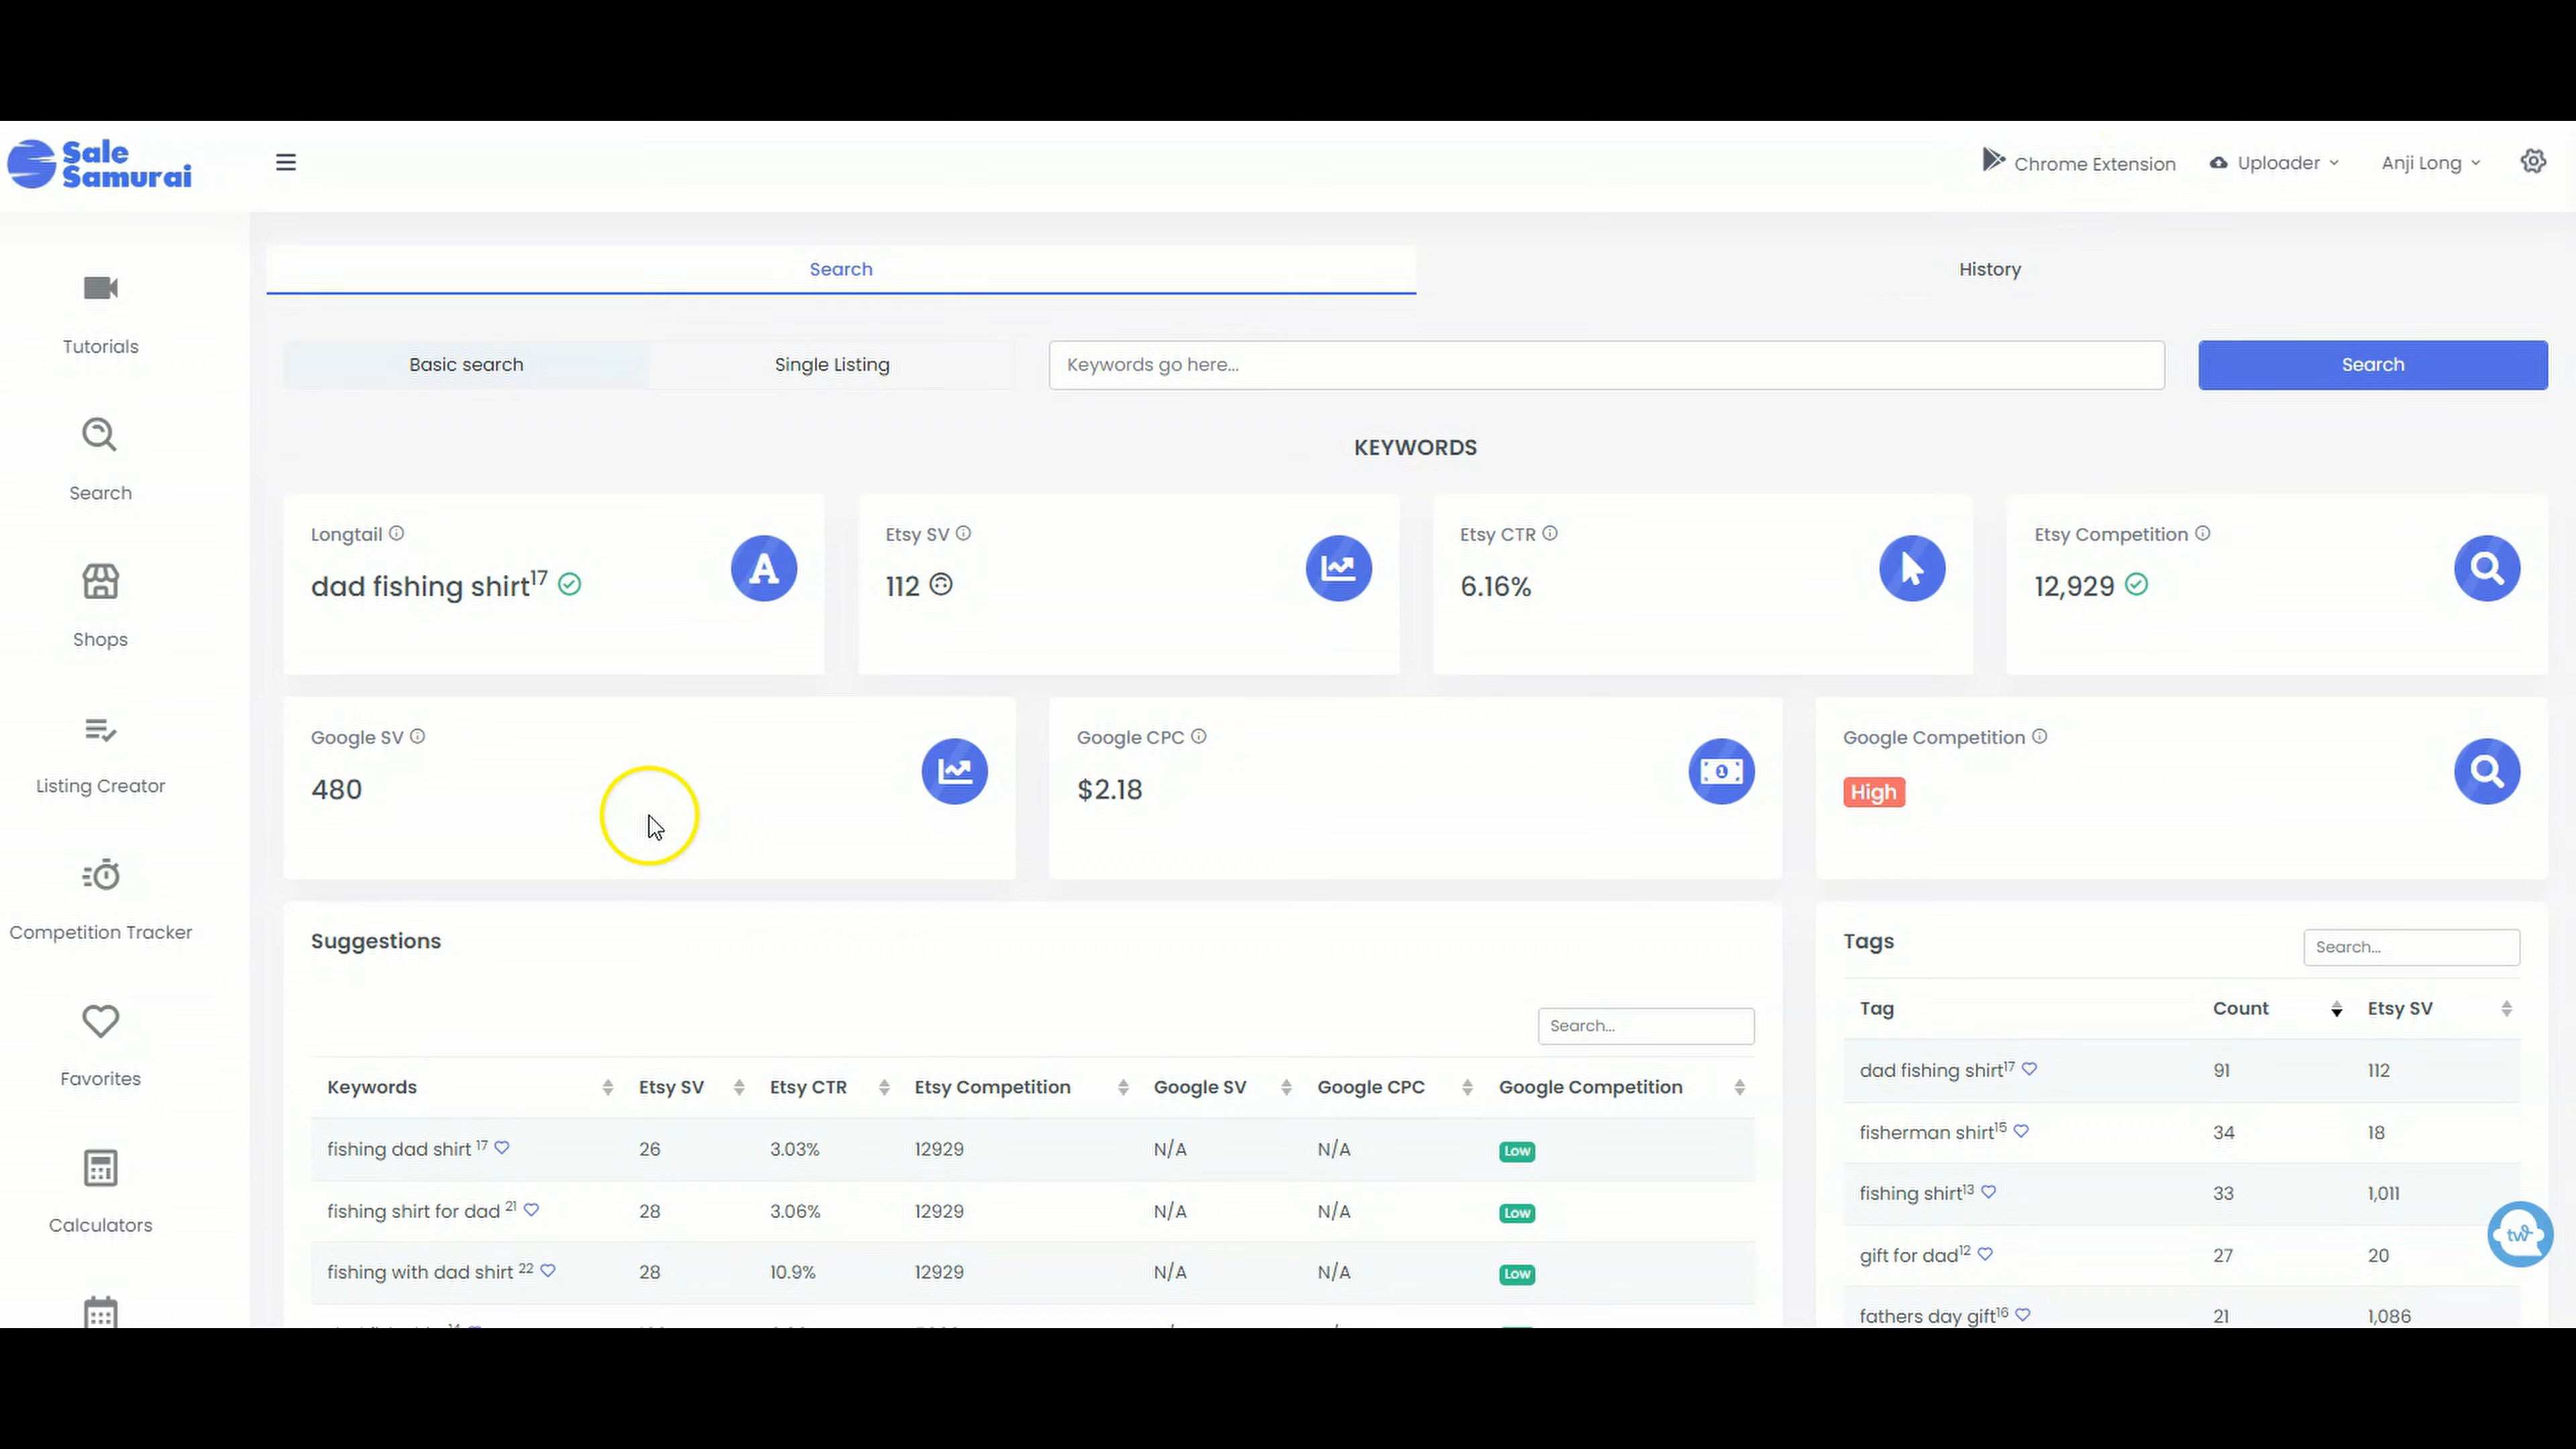 Sale Samurai
Chrome Extension Uploader Anji Long
Search History
Basic search Single Listing Keywords go here... Search
KEYWORDS
Longtail Etsy SV Etsy CTR Etsy Competition
dad fishing shirt17 112 6.16% 12,929
Google SV Google CPC Google Competition
480 $2.18 High
Tutorials
Search
Shops
Listing Creator
Competition Tracker
Favorites
Calculators
Suggestions
Search...
Keywords Etsy SV Etsy CTR Etsy Competition Google SV Google CPC Google Competition
fishing dad shirt 17 26 3.03% 12929 N/A N/A Low
fishing shirt for dad 21 28 3.06% 12929 N/A N/A Low
fishing with dad shirt 22 28 10.9% 12929 N/A N/A Low
Tags Search...
Tag Count Etsy SV
dad fishing shirt17 91 112
fisherman shirt15 34 18
fishing shirt13 33 1,011
gift for dad12 27 20
fathers day gift16 21 1,086
tw